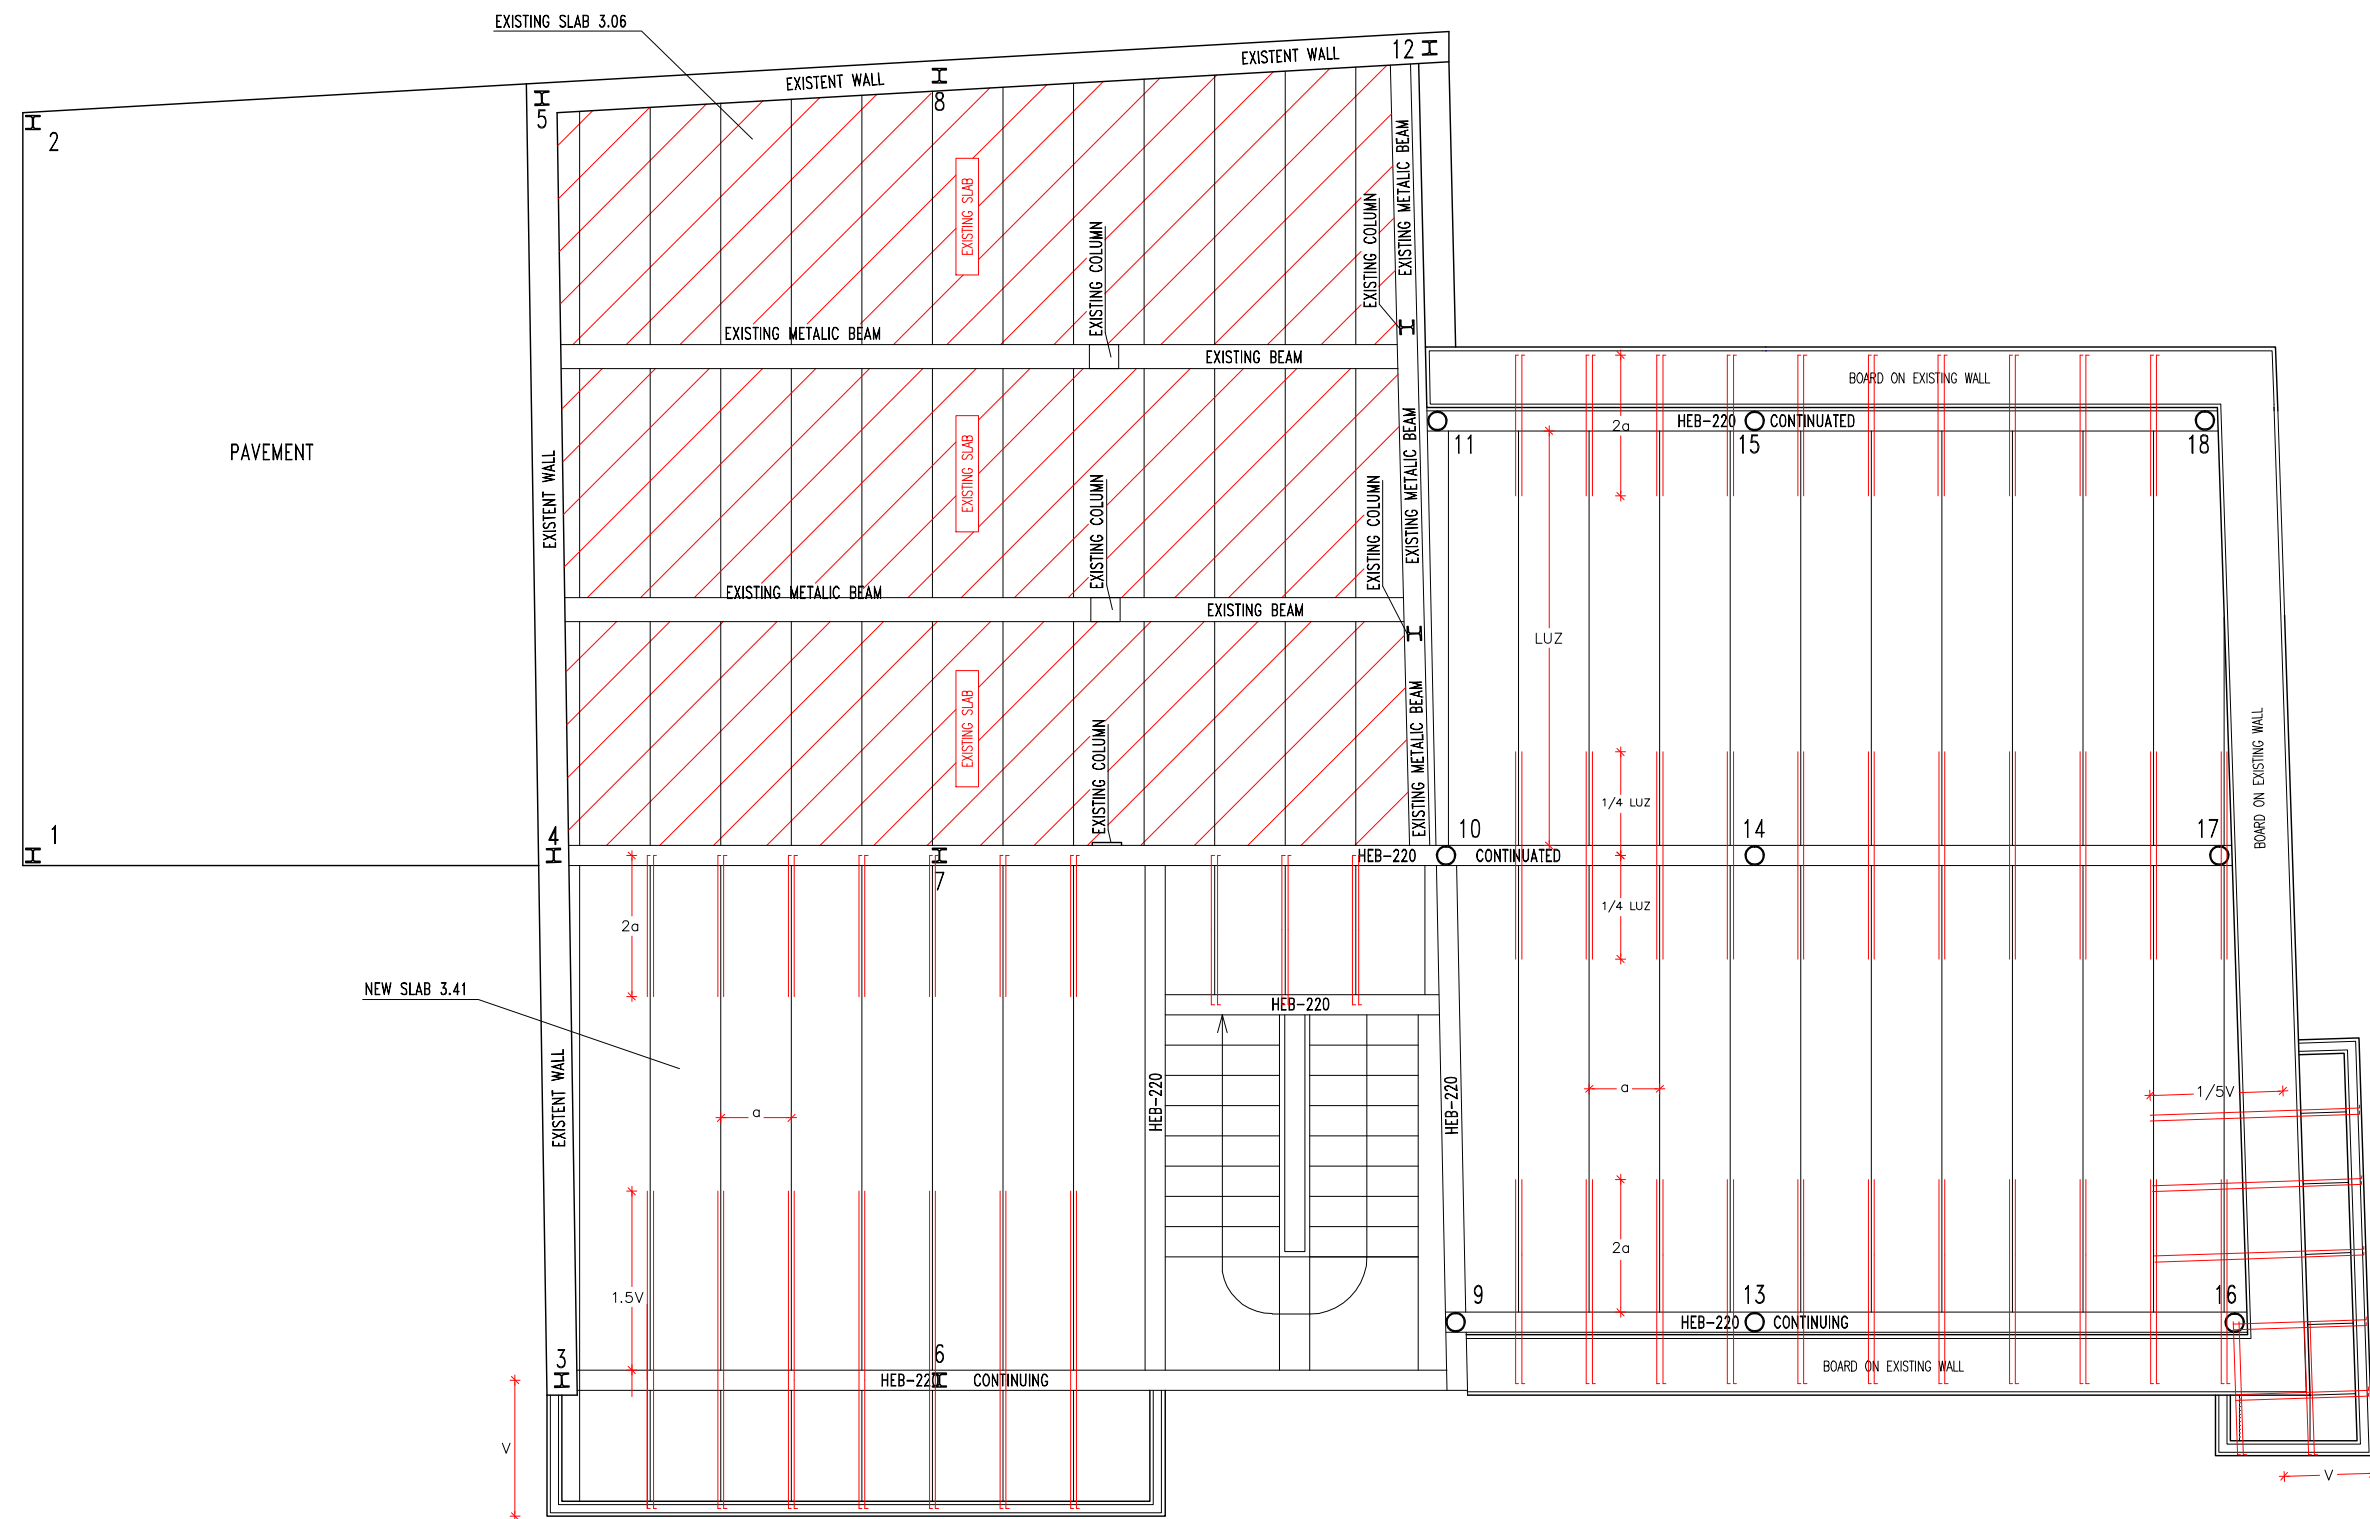 EXISTING SLAB 3.06
12
EXISTENT WALL
EXISTENT WALL
8
5
2
EXISTING METALIC BEAM
EXISTING SLAB
EXISTING COLUMN
EXISTING COLUMN
EXISTING METALIC BEAM
EXISTING BEAM
BOARD ON EXISTING WALL
HEB-220
CONTINUATED
2a
11
15
18
PAVEMENT
EXISTENT WALL
EXISTING SLAB
EXISTING METALIC BEAM
EXISTING COLUMN
EXISTING COLUMN
EXISTING METALIC BEAM
EXISTING BEAM
LUZ
EXISTING SLAB
EXISTING COLUMN
EXISTING METALIC BEAM
BOARD ON EXISTING WALL
1/4 LUZ
1
4
10
14
17
HEB-220
CONTINUATED
7
1/4 LUZ
2a
NEW SLAB 3.41
HEB-220
EXISTENT WALL
a
HEB-220
HEB-220
a
1/5V
2a
1.5V
9
13
16
HEB-220
CONTINUING
3
6
HEB-220
CONTINUING
BOARD ON EXISTING WALL
V
V